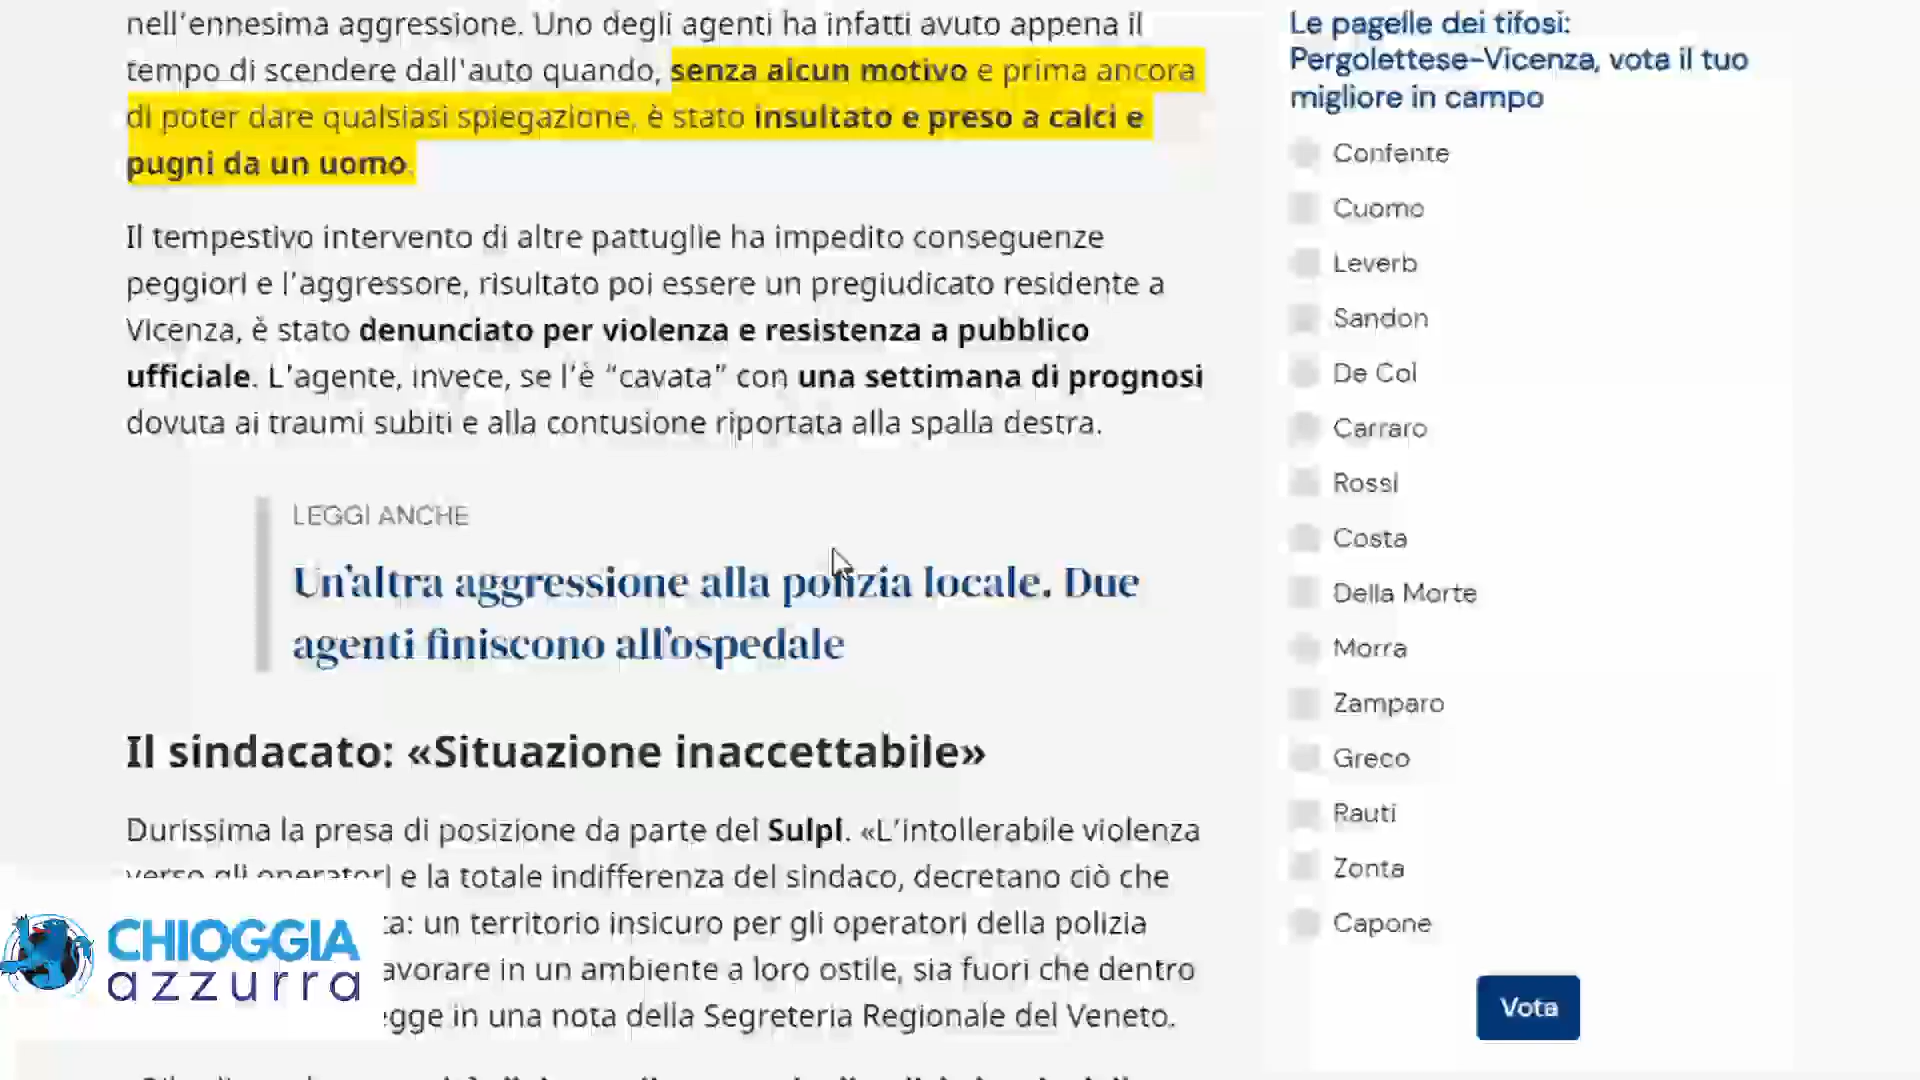 nell'ennesima aggressione. Uno degli agenti ha infatti avuto appena il
tempo di scendere dall'auto quando, senza alcun motivo e prima ancora
di poter dare qualsiasi spiegazione, è stato insultato e preso a calci e
pugni da un uomo.
Il tempestivo intervento di altre pattuglie ha impedito conseguenze
peggiori e l'aggressore, risultato poi essere un pregiudicato residente a
Vicenza, è stato denunciato per violenza e resistenza a pubblico
ufficiale. L'agente, invece, se l'è “cavata” con una settimana di prognosi
dovuta ai traumi subiti e alla contusione riportata alla spalla destra.
LEGGI ANCHE
Un'altra aggressione alla polizia locale. Due
agenti finiscono all'ospedale
Il sindacato: «Situazione inaccettabile»
Durissima la presa di posizione da parte del Sulpl. «L'intollerabile violenza
verso gli operatori e la totale indifferenza del sindaco, decretano ciò che
ta: un territorio insicuro per gli operatori della polizia
avorare in un ambiente a loro ostile, sia fuori che dentro
egge in una nota della Segreteria Regionale del Veneto.
CHIOGGIA
azzurra
Le pagelle dei tifosi:
Pergolettese-Vicenza, vota il tuo
migliore in campo
Confente
Cuomo
Leverb
Sandon
De Col
Carraro
Rossi
Costa
Della Morte
Morra
Zamparo
Greco
Rauti
Zonta
Capone
Vota